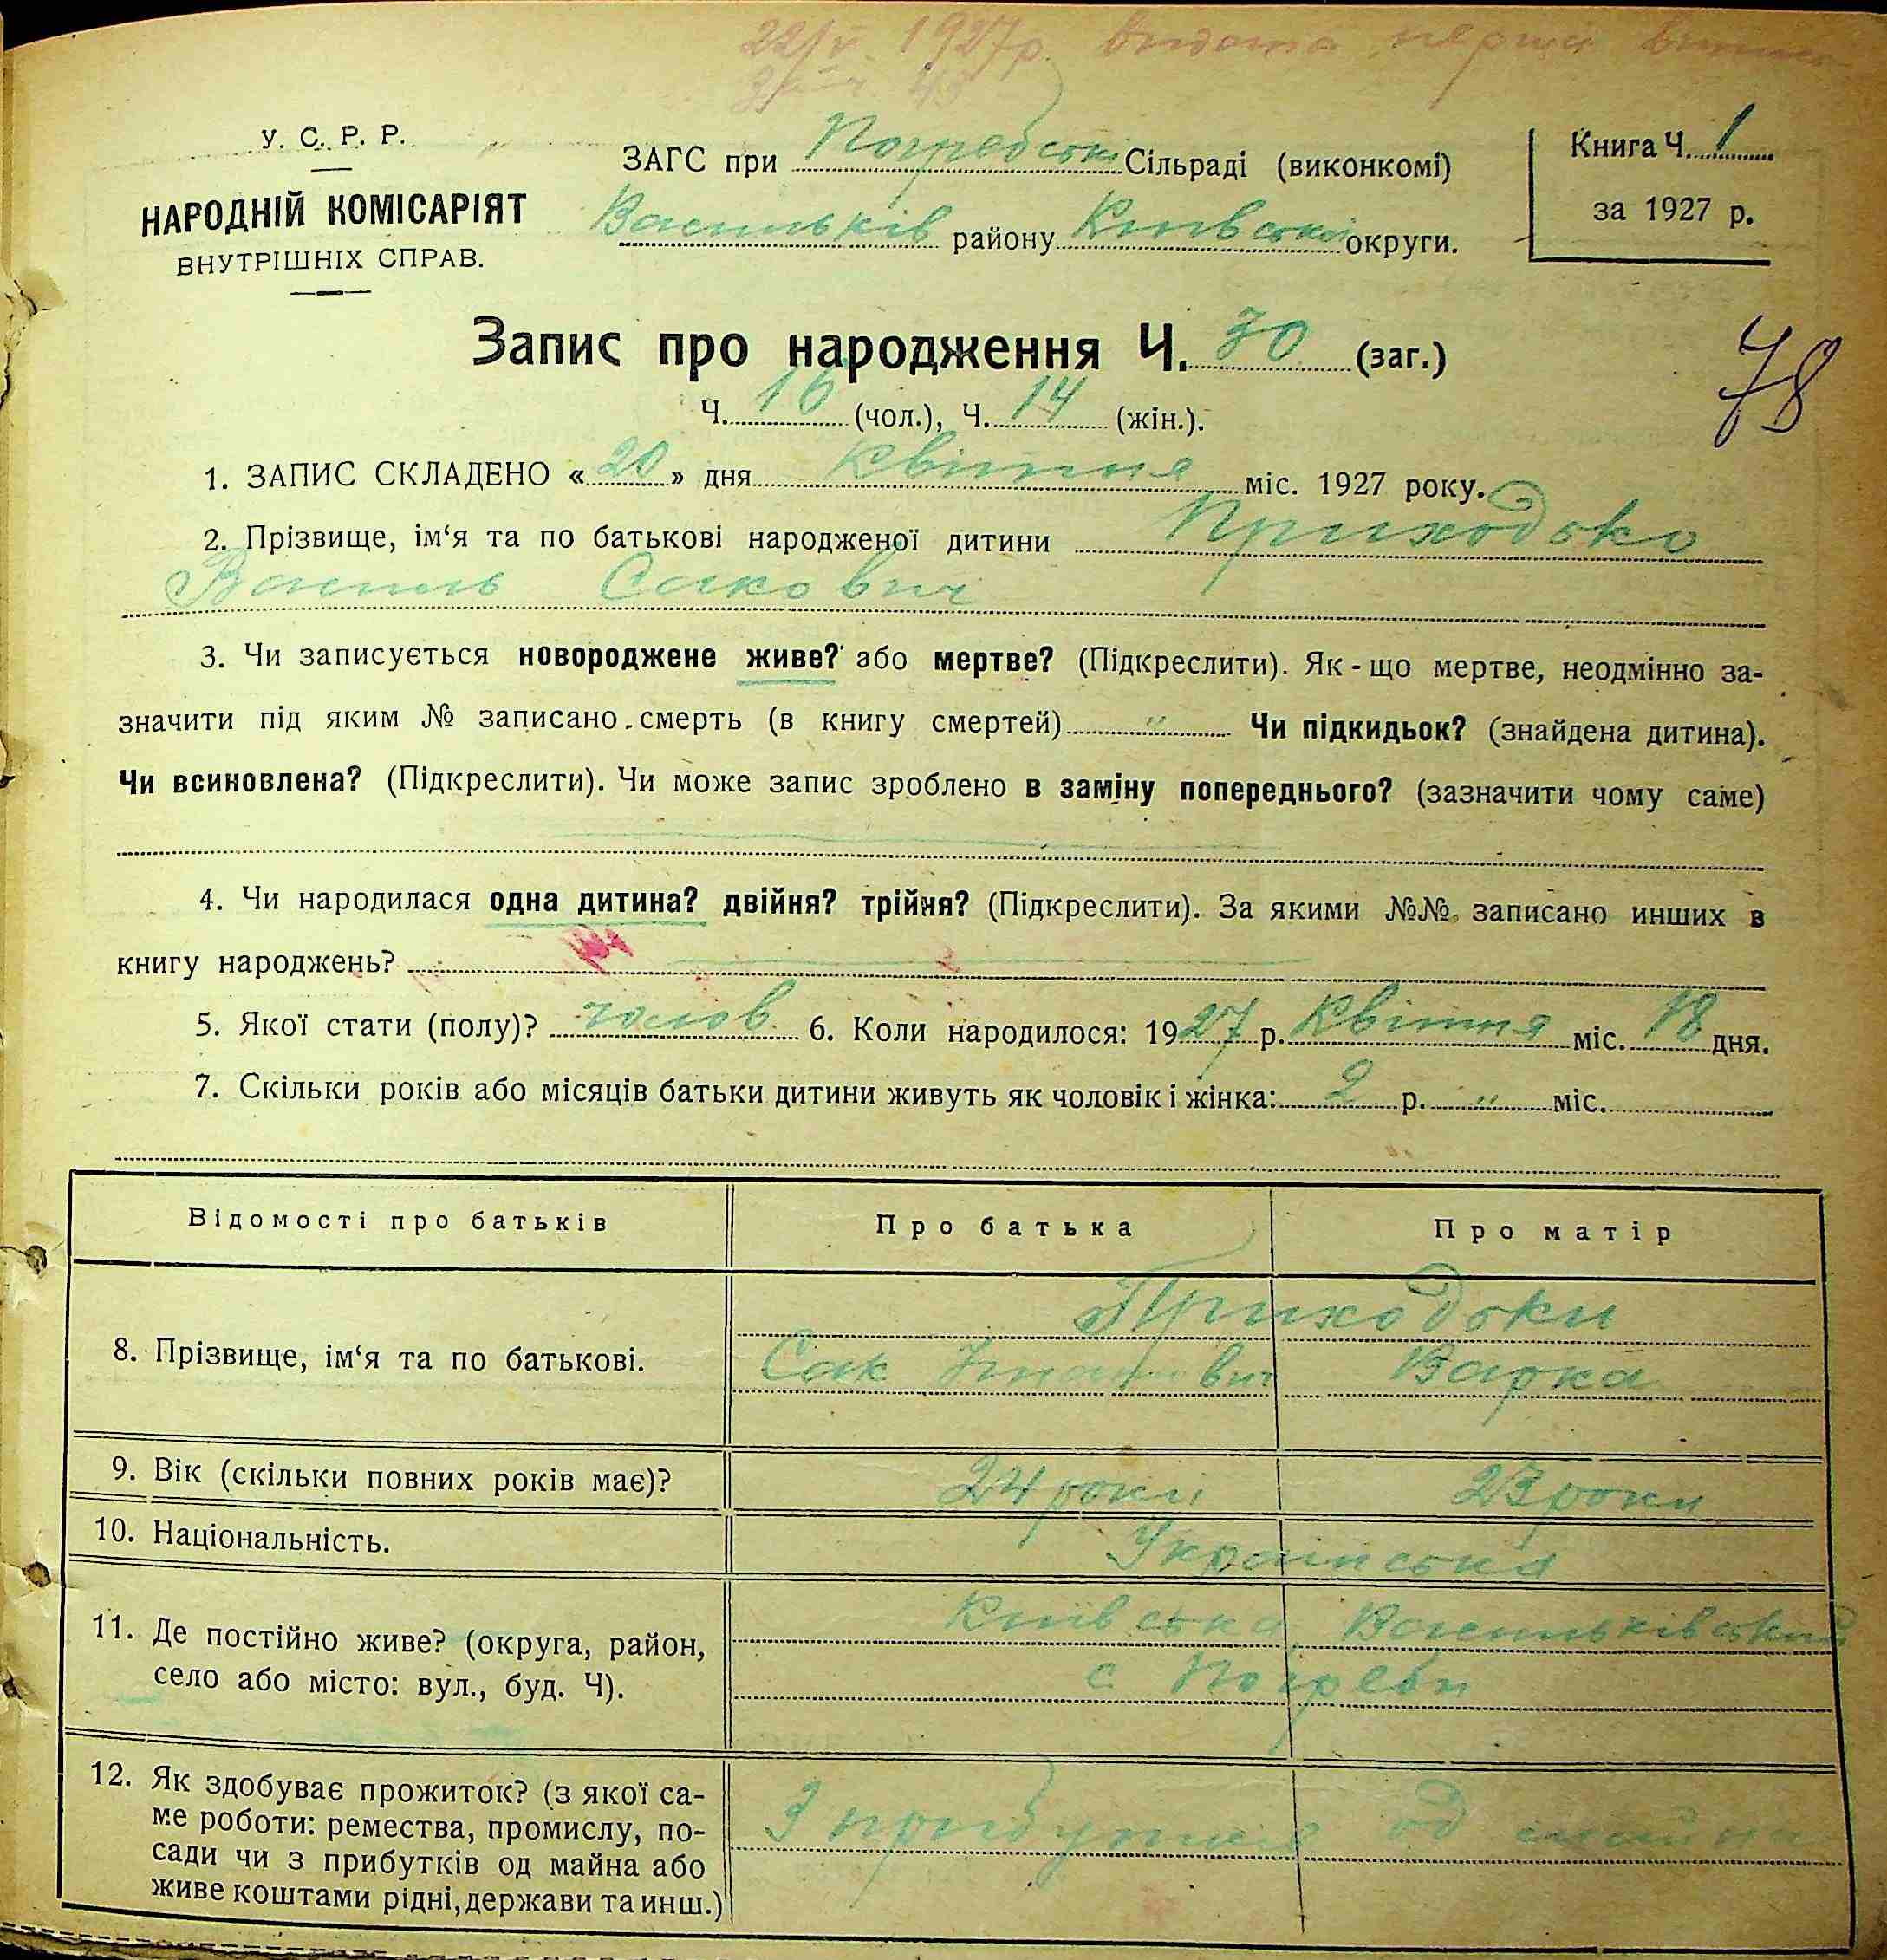 22/V 1927р. видана перша
У. С. Р. Р.
НАРОДНІЙ КОМІСАРІЯТ
ВНУТРІШНІХ СПРАВ.
ЗАГС при Погребськ Сільраді (виконкомі)
Васильків району Київської округи.
Книга Ч. 1
за 1927 р.
Запис про народження Ч. 30 (заг.)
78
Ч. 16 (чол.), Ч. 14 (жін.).
1. ЗАПИС СКЛАДЕНО « 20 » дня Квітня міс. 1927 року.
2. Прізвище, ім‘я та по батькові народженої дитини Приходько
Василь Сакович
3. Чи записується новороджене живе? або мертве? (Підкреслити). Як-що мертве, неодмінно за-
значити під яким № записано смерть (в книгу смертей) „ Чи підкидьок? (знайдена дитина).
Чи всиновлена? (Підкреслити). Чи може запис зроблено в заміну попереднього? (зазначити чому саме)
4. Чи народилася одна дитина? двійня? трійня? (Підкреслити). За якими №№ записано инших в
книгу народжень?
5. Якої стати (полу)? чолов. 6. Коли народилося: 1927 р. Квітня міс. 18 дня.
7. Скільки років або місяців батьки дитини живуть як чоловік і жінка: 2 р. „ міс.
Відомості про батьків Про батька Про матір
Приходьки
8. Прізвище, ім‘я та по батькові. Сак Варка
9. Вік (скільки повних років має)? 24 роки 23 роки
10. Національність. Українська
11. Де постійно живе? (округа, район,
село або місто: вул., буд. Ч).
Київська, Васильківський
с Погреби
12. Як здобуває прожиток? (з якої са-
ме роботи: ремества, промислу, по-
сади чи з прибутків од майна або
живе коштами рідні, держави та инш.)
З прибутків од майна